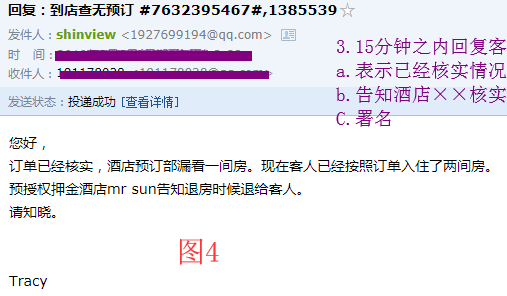 回复：到店查无预订 #7632395467#,1385539☆
发件人：shinview <1927699194@qq.com>
时　间：
收件人：
发送状态：投递成功 [查看详情]
3.15分钟之内回复客
a.表示已经核实情况
b.告知酒店××核实
C.署名
您好，
订单已经核实，酒店预订部漏看一间房。现在客人已经按照订单入住了两间房。
预授权押金酒店mr sun告知退房时候退给客人。
请知晓。
图4
Tracy